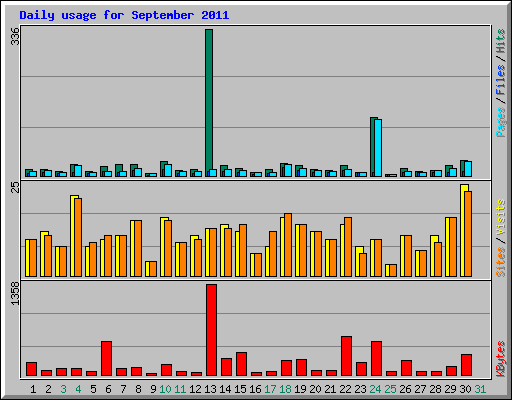 Daily usage for September 2011
336
Pages / Files / Hits
25
Sites / Visits
1358
KBytes
1 2 3 4 5 6 7 8 9 10 11 12 13 14 15 16 17 18 19 20 21 22 23 24 25 26 27 28 29 30 31